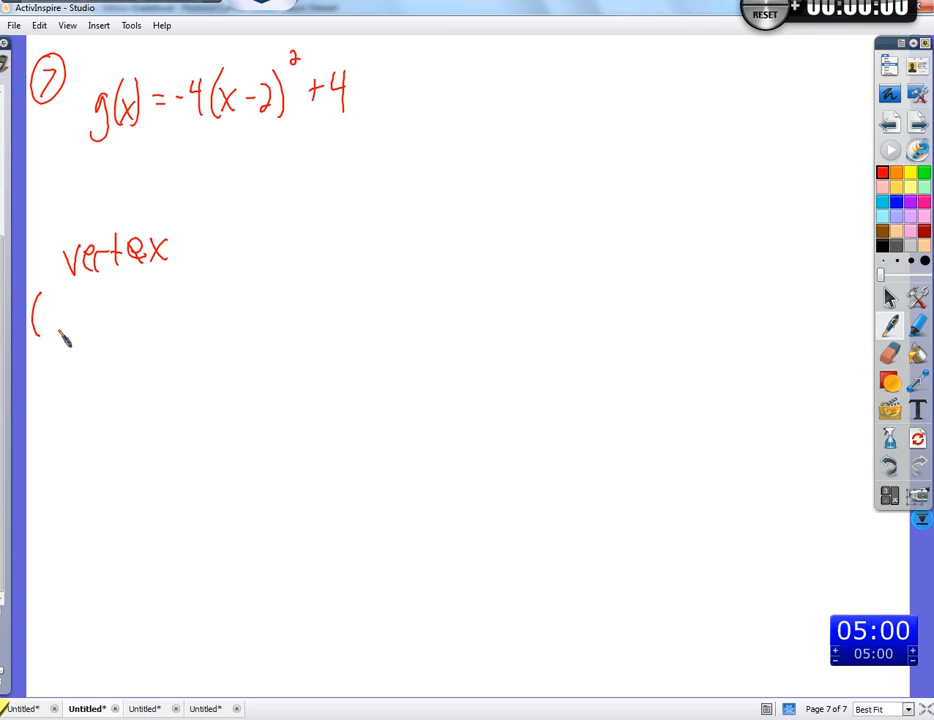 ActivInspire - Studio
00:00:00
RESET
File Edit View Insert Tools Help
⑦ g(x) = -4(x-2)² +4
vertex
(
T
05:00
05:00
Untitled* Untitled* Untitled* Untitled*
Page 7 of 7 Best Fit